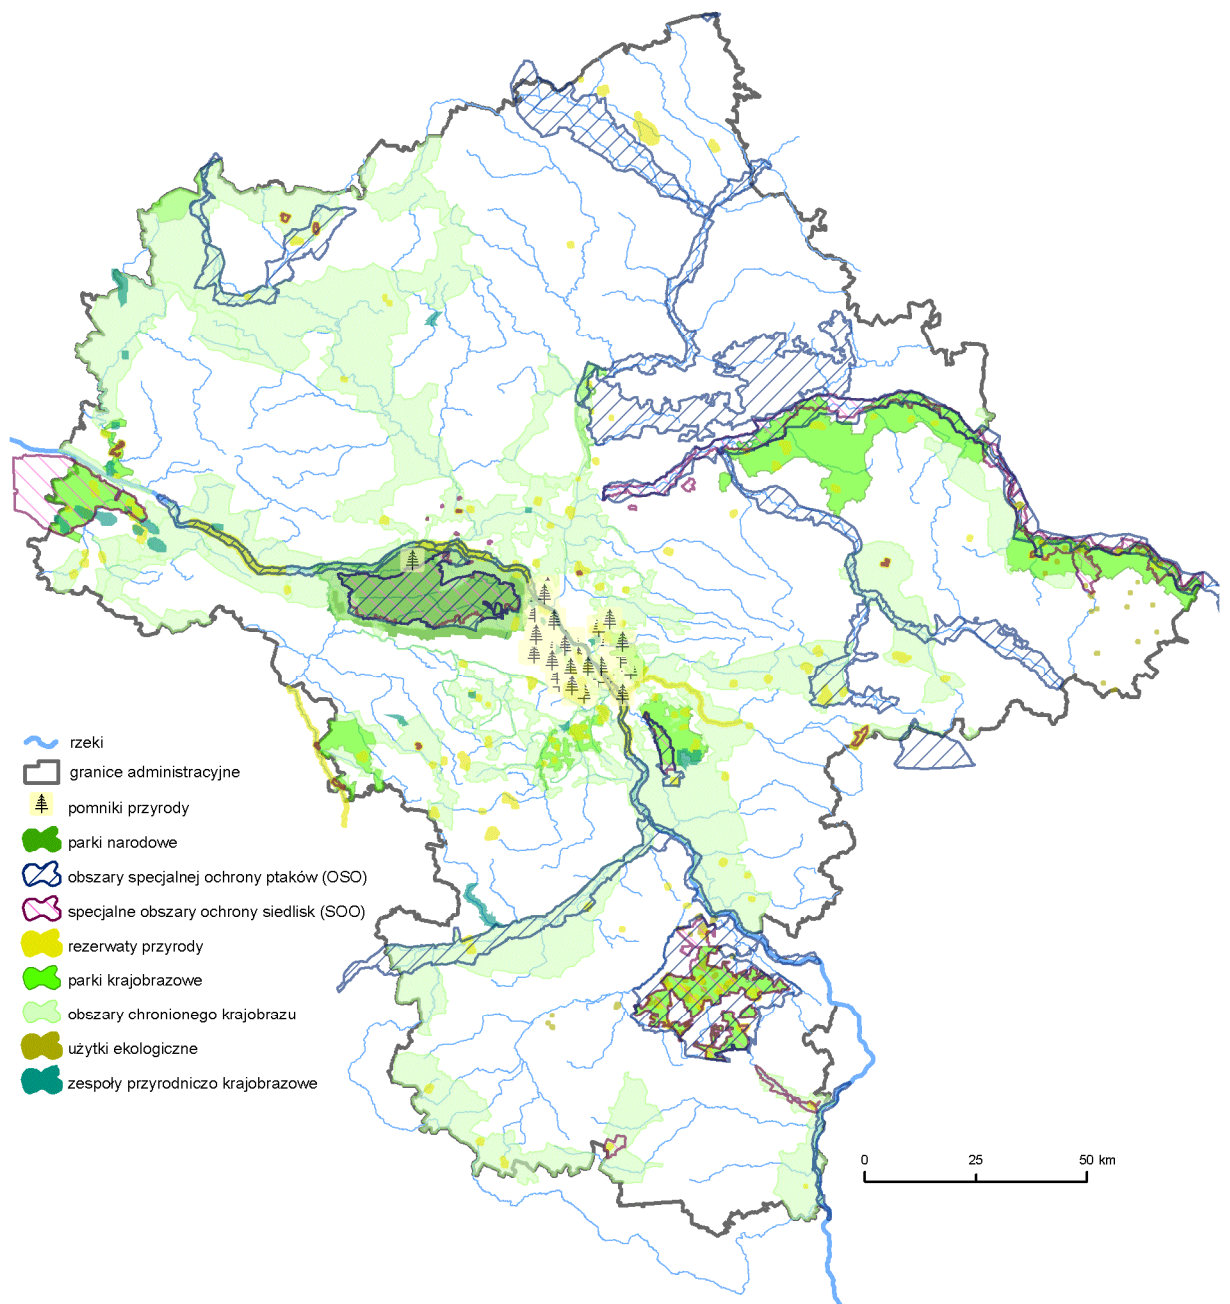 rzeki
granice administracyjne
pomniki przyrody
parki narodowe
obszary specjalnej ochrony ptaków (OSO)
specjalne obszary ochrony siedlisk (SOO)
rezerwaty przyrody
parki krajobrazowe
obszary chronionego krajobrazu
użytki ekologiczne
zespoły przyrodniczo krajobrazowe
0 25 50 km